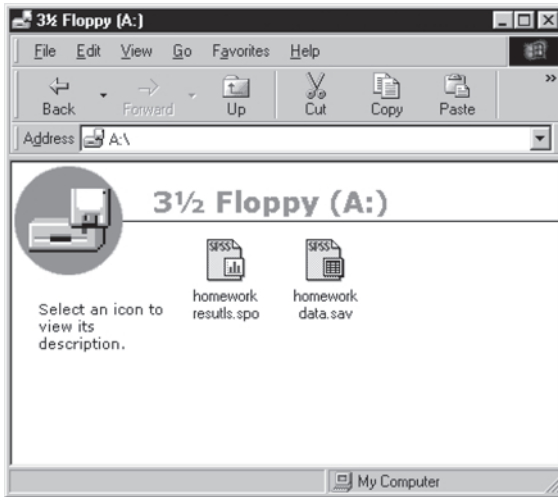 3½ Floppy (A:)
File Edit View Go Favorites Help
Back Forward Up Cut Copy Paste »
Address A:\
3½ Floppy (A:)
SPSS SPSS
homework resutls.spo
homework data.sav
Select an icon to
view its
description.
My Computer